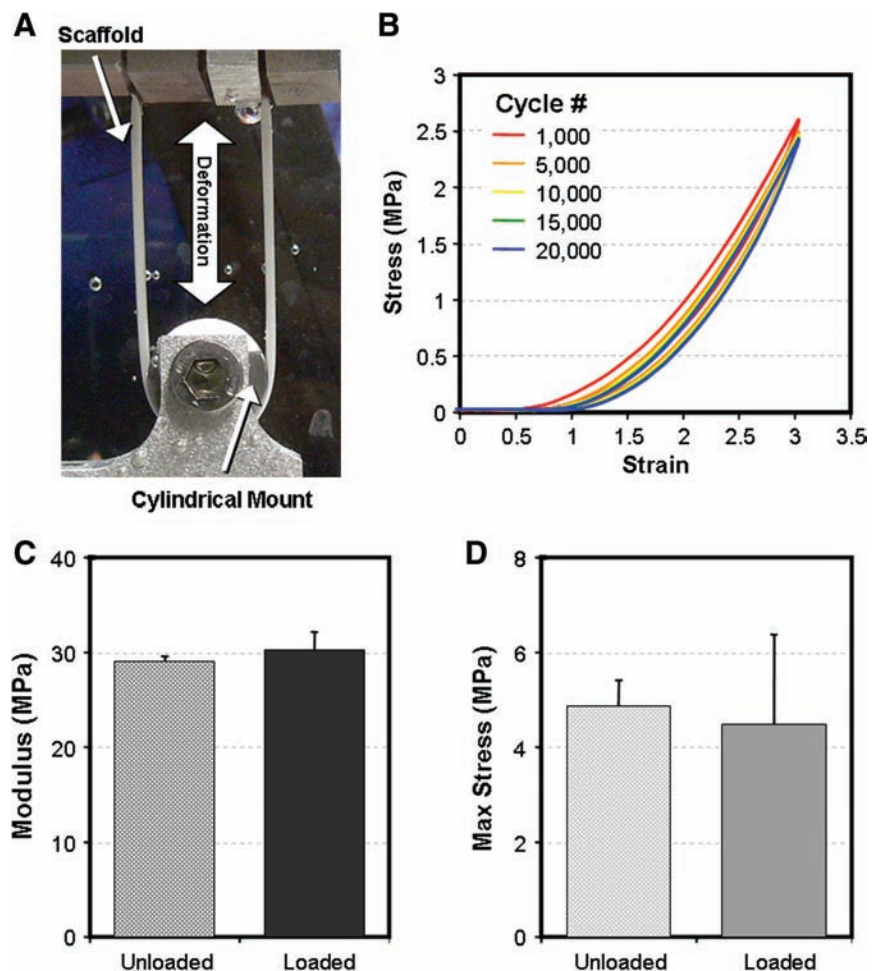 A
Scaffold
Deformation
Cylindrical Mount
B
3
2.5
2
1.5
1
0.5
0
Stress (MPa)
Cycle #
1,000
5,000
10,000
15,000
20,000
0 0.5 1 1.5 2 2.5 3 3.5
Strain
C
40
30
20
10
0
Modulus (MPa)
Unloaded Loaded
D
8
6
4
2
0
Max Stress (MPa)
Unloaded Loaded